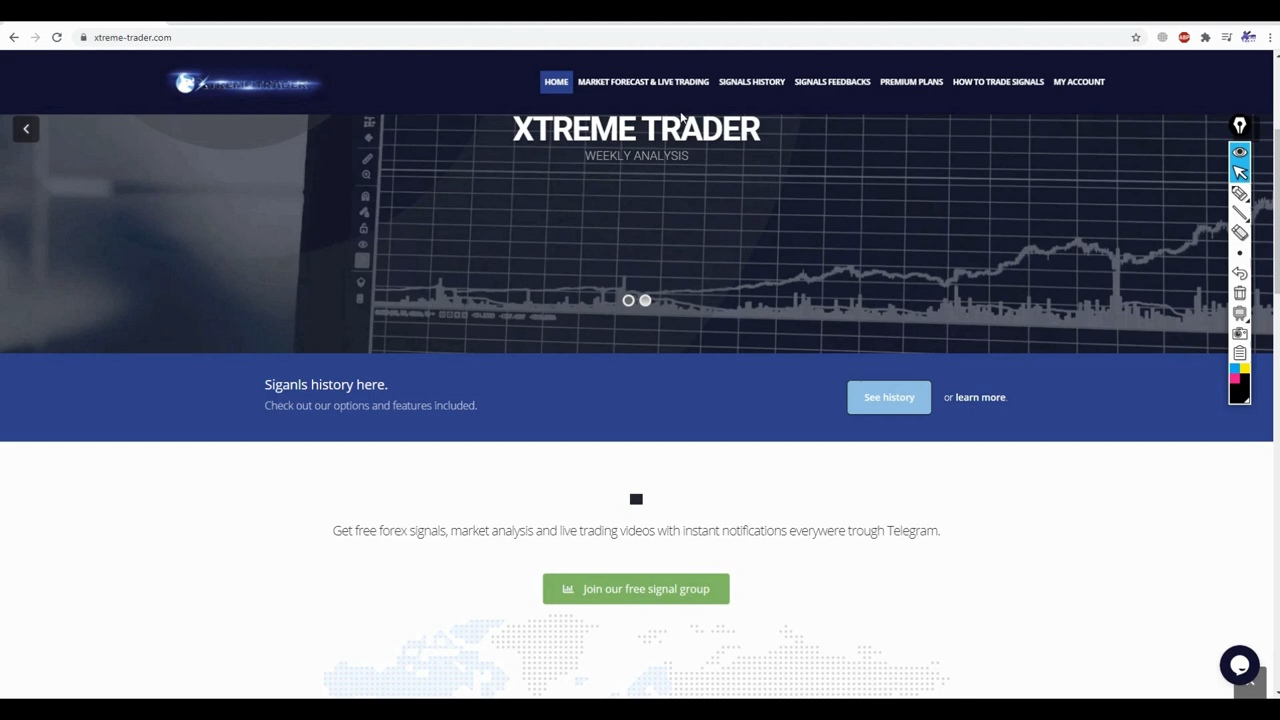 xtreme-trader.com
ABP
XTREMETRADER
HOME MARKET FORECAST & LIVE TRADING SIGNALS HISTORY SIGNALS FEEDBACKS PREMIUM PLANS HOW TO TRADE SIGNALS MY ACCOUNT
XTREME TRADER
WEEKLY ANALYSIS
Siganls history here.
Check out our options and features included.
See history
or learn more.
Get free forex signals, market analysis and live trading videos with instant notifications everywere trough Telegram.
Join our free signal group